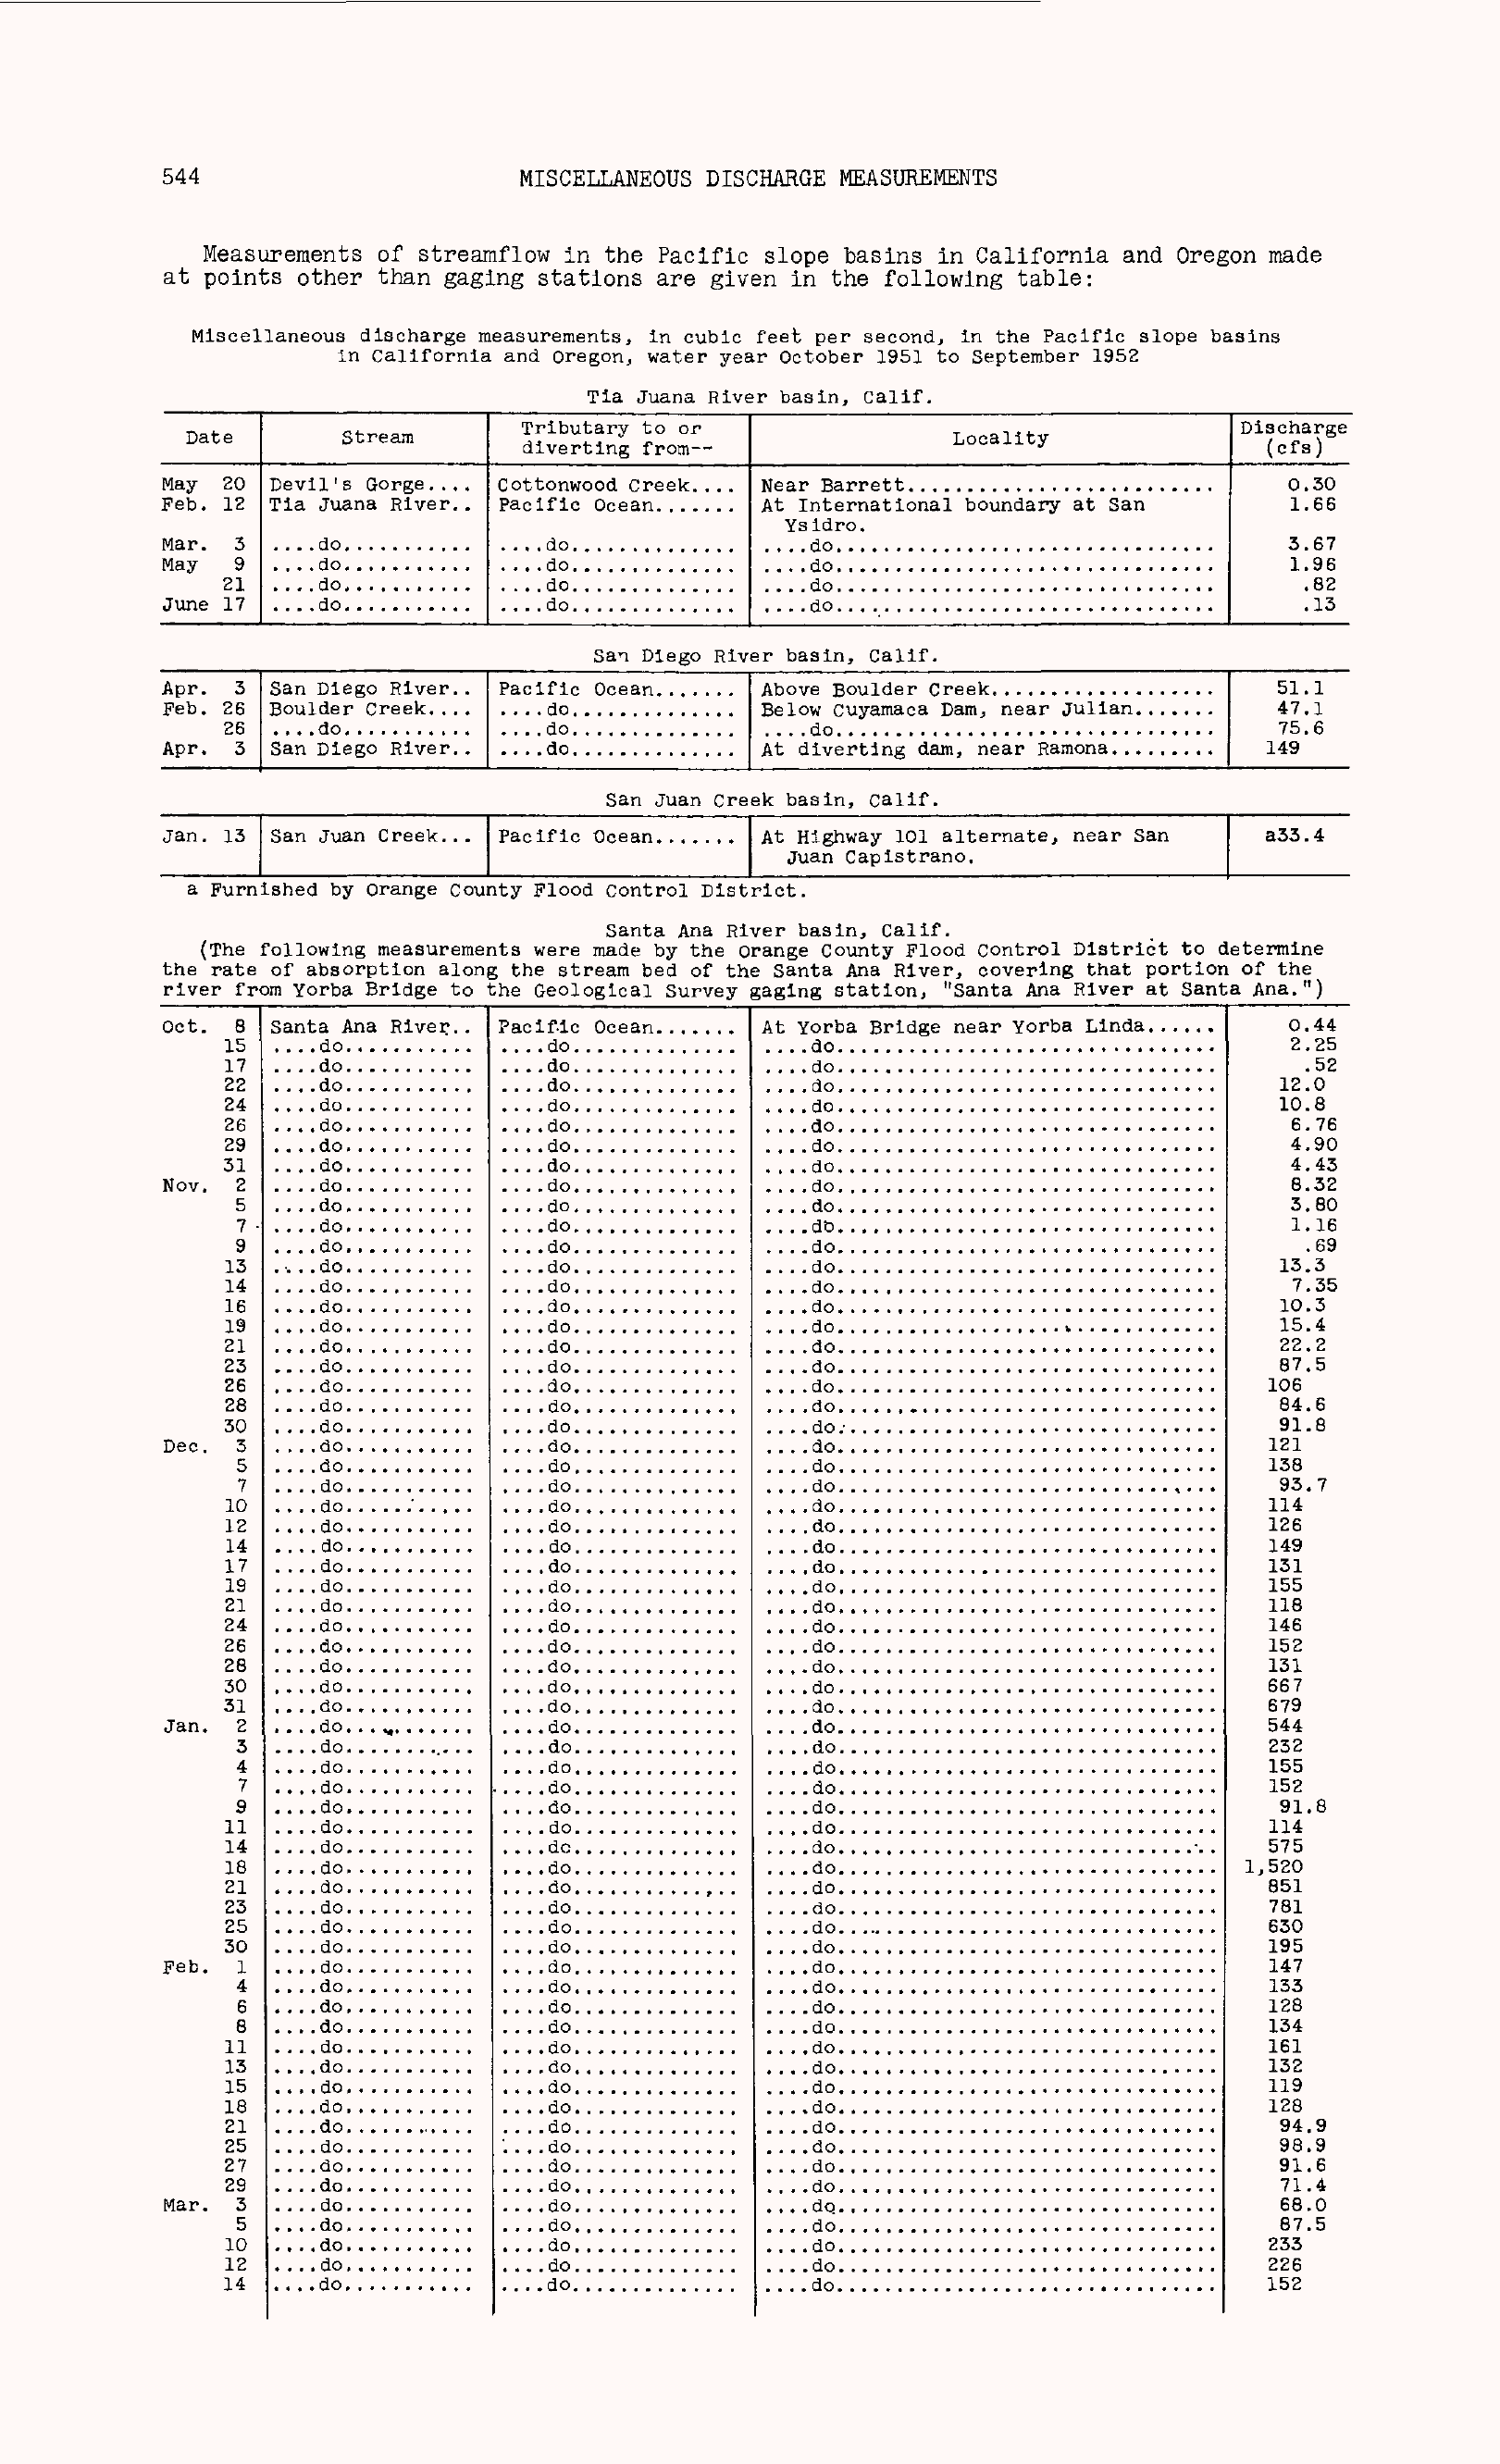 544 MISCELLANEOUS DISCHARGE MEASUREMENTS
Measurements of streamflow in the Pacific slope basins in California and Oregon made
at points other than gaging stations are given in the following table:
Miscellaneous discharge measurements, in cubic feet per second, in the Pacific slope basins
in California and Oregon, water year October 1951 to September 1952
Tia Juana River basin, Calif.
Date Stream Tributary to or diverting from-- Locality Discharge (cfs)
May 20 Devil's Gorge.... Cottonwood Creek.... Near Barrett.......................... 0.30
Feb. 12 Tia Juana River.. Pacific Ocean....... At International boundary at San 1.66
Ysidro.
Mar. 3 ....do........... ....do.............. ....do................................ 3.67
May 9 ....do........... ....do.............. ....do................................ 1.96
21 ....do........... ....do.............. ....do................................ .82
June 17 ....do........... ....do.............. ....do................................ .13
San Diego River basin, Calif.
Apr. 3 San Diego River.. Pacific Ocean....... Above Boulder Creek................... 51.1
Feb. 26 Boulder Creek.... ....do.............. Below Cuyamaca Dam, near Julian....... 47.1
26 ....do........... ....do.............. ....do................................ 75.6
Apr. 3 San Diego River.. ....do.............. At diverting dam, near Ramona......... 149
San Juan Creek basin, Calif.
Jan. 13 San Juan Creek... Pacific Ocean....... At Highway 101 alternate, near San a33.4
Juan Capistrano.
a Furnished by Orange County Flood Control District.
Santa Ana River basin, Calif.
(The following measurements were made by the Orange County Flood Control District to determine
the rate of absorption along the stream bed of the Santa Ana River, covering that portion of the
river from Yorba Bridge to the Geological Survey gaging station, "Santa Ana River at Santa Ana.")
Oct. 8 Santa Ana River.. Pacific Ocean....... At Yorba Bridge near Yorba Linda...... 0.44
15 ....do........... ....do.............. ....do................................ 2.25
17 ....do........... ....do.............. ....do................................ .52
22 ....do........... ....do.............. ....do................................ 12.0
24 ....do........... ....do.............. ....do................................ 10.8
26 ....do........... ....do.............. ....do................................ 6.76
29 ....do........... ....do.............. ....do................................ 4.90
31 ....do........... ....do.............. ....do................................ 4.43
Nov. 2 ....do........... ....do.............. ....do................................ 8.32
5 ....do........... ....do.............. ....do................................ 3.80
7 ....do........... ....do.............. ....do................................ 1.16
9 ....do........... ....do.............. ....do................................ .69
13 ....do........... ....do.............. ....do................................ 13.3
14 ....do........... ....do.............. ....do................................ 7.35
16 ....do........... ....do.............. ....do................................ 10.3
19 ....do........... ....do.............. ....do................................ 15.4
21 ....do........... ....do.............. ....do................................ 22.2
23 ....do........... ....do.............. ....do................................ 87.5
26 ....do........... ....do.............. ....do................................ 106
28 ....do........... ....do.............. ....do................................ 84.6
30 ....do........... ....do.............. ....do................................ 91.8
Dec. 3 ....do........... ....do.............. ....do................................ 121
5 ....do........... ....do.............. ....do................................ 138
7 ....do........... ....do.............. ....do................................ 93.7
10 ....do........... ....do.............. ....do................................ 114
12 ....do........... ....do.............. ....do................................ 126
14 ....do........... ....do.............. ....do................................ 149
17 ....do........... ....do.............. ....do................................ 131
19 ....do........... ....do.............. ....do................................ 155
21 ....do........... ....do.............. ....do................................ 118
24 ....do........... ....do.............. ....do................................ 146
26 ....do........... ....do.............. ....do................................ 152
28 ....do........... ....do.............. ....do................................ 131
30 ....do........... ....do.............. ....do................................ 667
31 ....do........... ....do.............. ....do................................ 679
Jan. 2 ....do........... ....do.............. ....do................................ 544
3 ....do........... ....do.............. ....do................................ 232
4 ....do........... ....do.............. ....do................................ 155
7 ....do........... ....do.............. ....do................................ 152
9 ....do........... ....do.............. ....do................................ 91.8
11 ....do........... ....do.............. ....do................................ 114
14 ....do........... ....do.............. ....do................................ 575
18 ....do........... ....do.............. ....do................................ 1,520
21 ....do........... ....do.............. ....do................................ 851
23 ....do........... ....do.............. ....do................................ 781
25 ....do........... ....do.............. ....do................................ 630
30 ....do........... ....do.............. ....do................................ 195
Feb. 1 ....do........... ....do.............. ....do................................ 147
4 ....do........... ....do.............. ....do................................ 133
6 ....do........... ....do.............. ....do................................ 128
8 ....do........... ....do.............. ....do................................ 134
11 ....do........... ....do.............. ....do................................ 161
13 ....do........... ....do.............. ....do................................ 132
15 ....do........... ....do.............. ....do................................ 119
18 ....do........... ....do.............. ....do................................ 128
21 ....do........... ....do.............. ....do................................ 94.9
25 ....do........... ....do.............. ....do................................ 98.9
27 ....do........... ....do.............. ....do................................ 91.6
29 ....do........... ....do.............. ....do................................ 71.4
Mar. 3 ....do........... ....do.............. ....do................................ 68.0
5 ....do........... ....do.............. ....do................................ 87.5
10 ....do........... ....do.............. ....do................................ 233
12 ....do........... ....do.............. ....do................................ 226
14 ....do........... ....do.............. ....do................................ 152